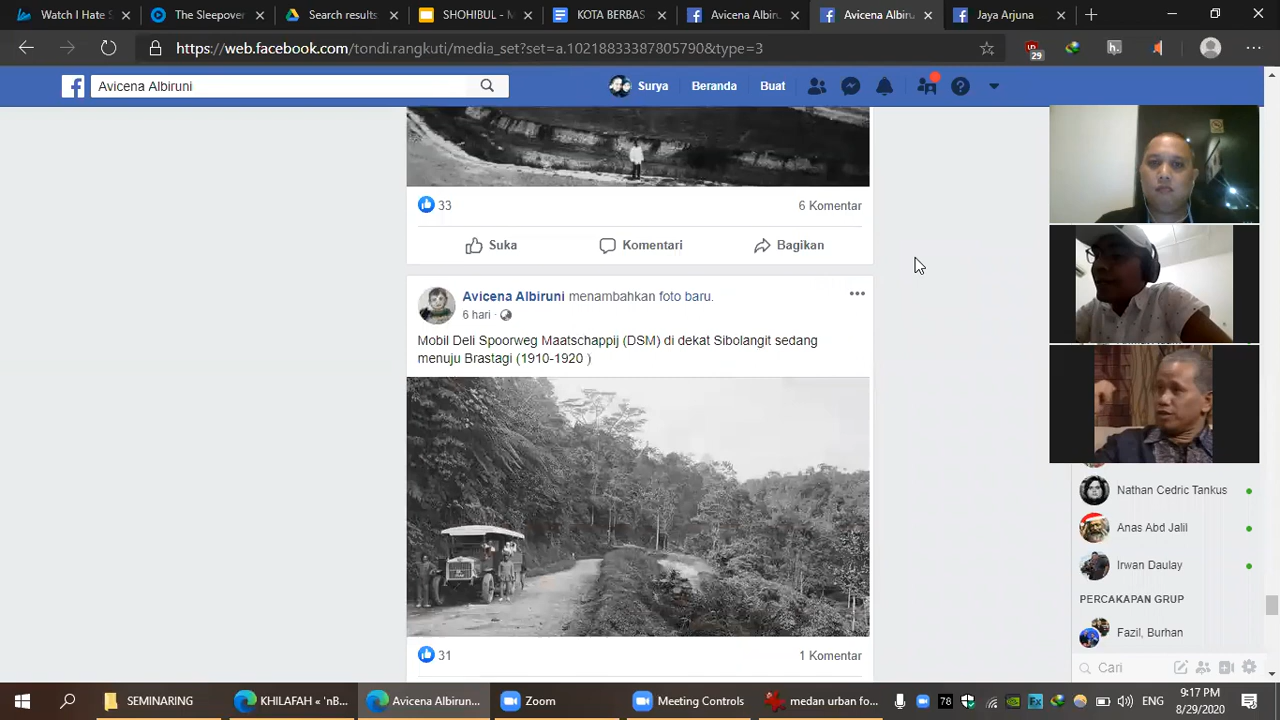 Watch I Hate S
The Sleepover
Search results
SHOHIBUL - M
KOTA BERBAS
Avicena Albiru
Avicena Albiru
Jaya Arjuna
https://web.facebook.com/tondi.rangkuti/media_set?set=a.10218833387805790&type=3
29
h.
Avicena Albiruni
Surya
Beranda
Buat
33
6 Komentar
Suka
Komentari
Bagikan
Avicena Albiruni menambahkan foto baru.
6 hari ·
Mobil Deli Spoorweg Maatschappij (DSM) di dekat Sibolangit sedang
menuju Brastagi (1910-1920 )
31
1 Komentar
Nathan Cedric Tankus
Anas Abd Jalil
Irwan Daulay
PERCAKAPAN GRUP
Fazil, Burhan
Cari
SEMINARING
KHILAFAH « 'nB...
Avicena Albirun...
Zoom
Meeting Controls
medan urban fo...
78
ENG
9:17 PM
8/29/2020